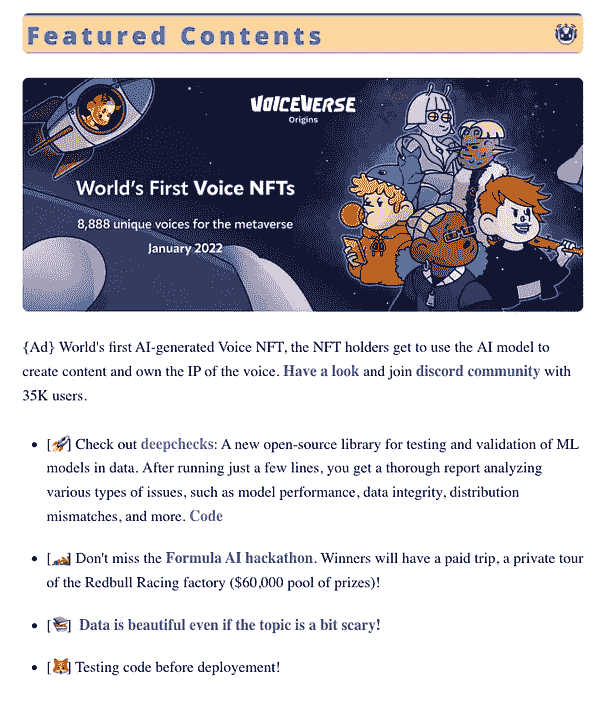 Featured Contents
VOICEVERSE
Origins
World's First Voice NFTs
8,888 unique voices for the metaverse
January 2022
{Ad} World's first AI-generated Voice NFT, the NFT holders get to use the AI model to
create content and own the IP of the voice. Have a look and join discord community with
35K users.
• [🚀] Check out deepchecks: A new open-source library for testing and validation of ML
models in data. After running just a few lines, you get a thorough report analyzing
various types of issues, such as model performance, data integrity, distribution
mismatches, and more. Code
• [🏎️] Don't miss the Formula AI hackathon. Winners will have a paid trip, a private tour
of the Redbull Racing factory ($60,000 pool of prizes)!
• [📚] Data is beautiful even if the topic is a bit scary!
• [🦊] Testing code before deployement!